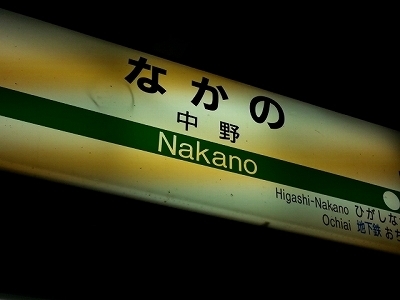 なかの
中野
Nakano
Higashi-Nakano ひがしな
Ochiai 地下鉄 お